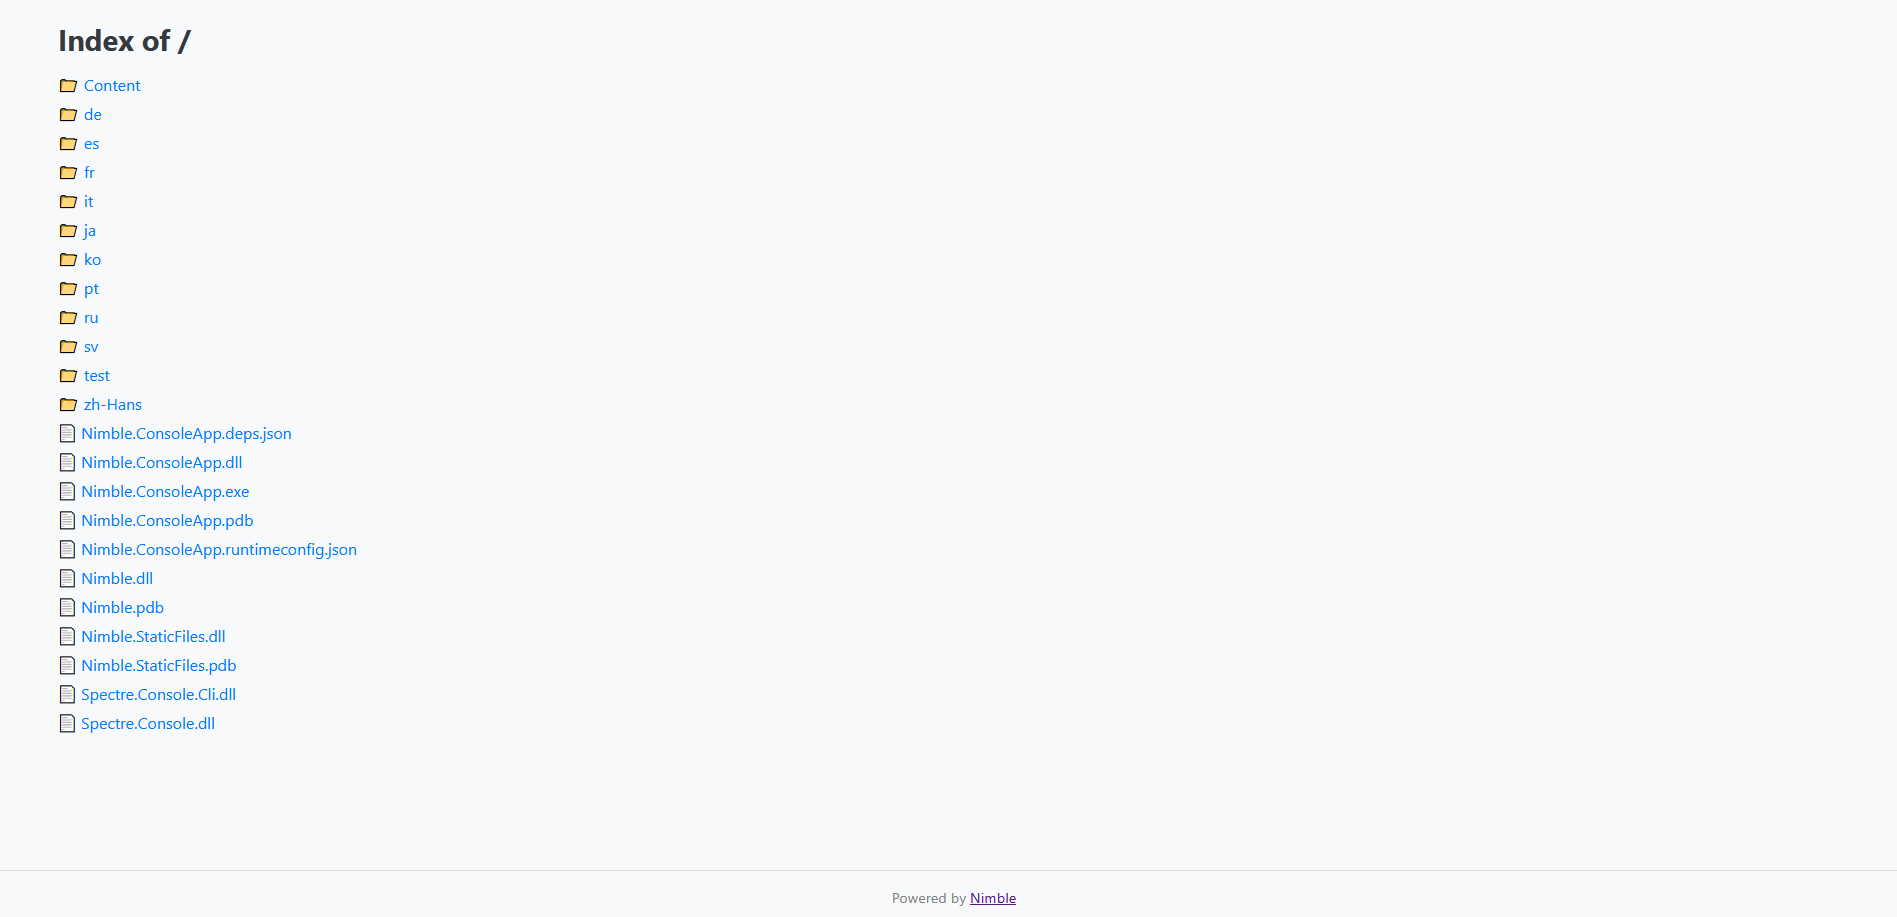 Index of /
Content
de
es
fr
it
ja
ko
pt
ru
sv
test
zh-Hans
Nimble.ConsoleApp.deps.json
Nimble.ConsoleApp.dll
Nimble.ConsoleApp.exe
Nimble.ConsoleApp.pdb
Nimble.ConsoleApp.runtimeconfig.json
Nimble.dll
Nimble.pdb
Nimble.StaticFiles.dll
Nimble.StaticFiles.pdb
Spectre.Console.Cli.dll
Spectre.Console.dll
Powered by Nimble